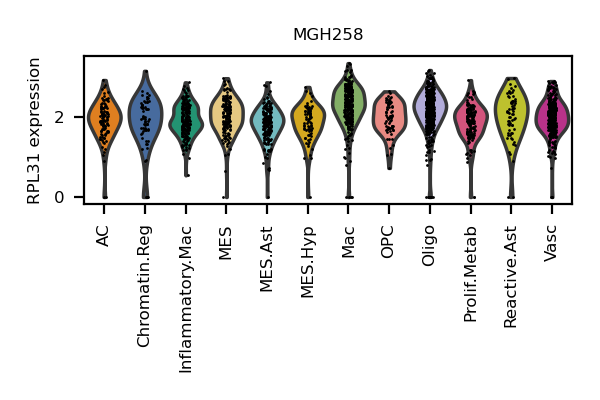 MGH258
RPL31 expression
2
0
AC
Chromatin.Reg
Inflammatory.Mac
MES
MES.Ast
MES.Hyp
Mac
OPC
Oligo
Prolif.Metab
Reactive.Ast
Vasc